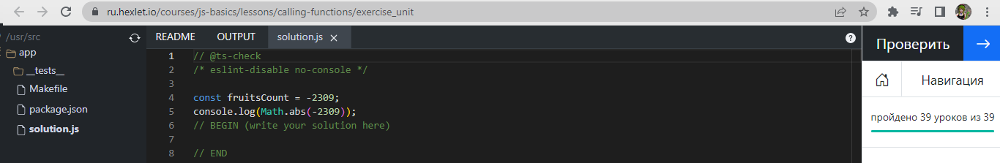 ru.hexlet.io/courses/js-basics/lessons/calling-functions/exercise_unit
/usr/src
app
__tests__
Makefile
package.json
solution.js
README OUTPUT solution.js
1 // @ts-check
2 /* eslint-disable no-console */
3
4 const fruitsCount = -2309;
5 console.log(Math.abs(-2309));
6 // BEGIN (write your solution here)
7
8 // END
Проверить
Навигация
пройдено 39 уроков из 39